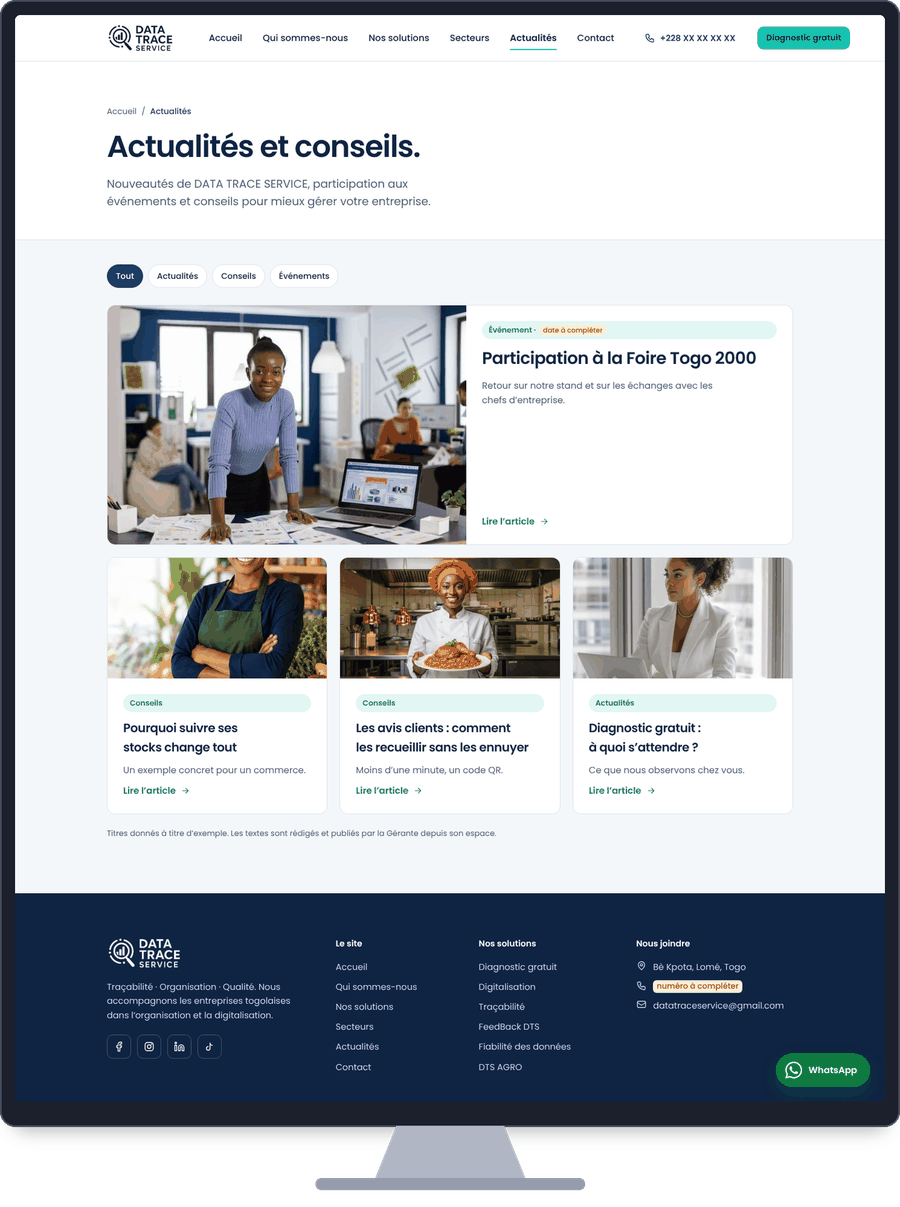 DATA
TRACE
SERVICE
Accueil
Qui sommes-nous
Nos solutions
Secteurs
Actualités
Contact
+228 XX XX XX XX
Diagnostic gratuit
Accueil / Actualités
Actualités et conseils.
Nouveautés de DATA TRACE SERVICE, participation aux
événements et conseils pour mieux gérer votre entreprise.
Tout
Actualités
Conseils
Événements
Événement · date à compléter
Participation à la Foire Togo 2000
Retour sur notre stand et sur les échanges avec les
chefs d’entreprise.
Lire l’article →
Conseils
Pourquoi suivre ses
stocks change tout
Un exemple concret pour un commerce.
Lire l’article →
Conseils
Les avis clients : comment
les recueillir sans les ennuyer
Moins d’une minute, un code QR.
Lire l’article →
Actualités
Diagnostic gratuit :
à quoi s’attendre ?
Ce que nous observons chez vous.
Lire l’article →
Titres donnés à titre d’exemple. Les textes sont rédigés et publiés par la Gérante depuis son espace.
DATA
TRACE
SERVICE
Traçabilité · Organisation · Qualité. Nous
accompagnons les entreprises togolaises
dans l’organisation et la digitalisation.
Le site
Accueil
Qui sommes-nous
Nos solutions
Secteurs
Actualités
Contact
Nos solutions
Diagnostic gratuit
Digitalisation
Traçabilité
FeedBack DTS
Fiabilité des données
DTS AGRO
Nous joindre
Bè Kpota, Lomé, Togo
numéro à compléter
datatraceservice@gmail.com
WhatsApp